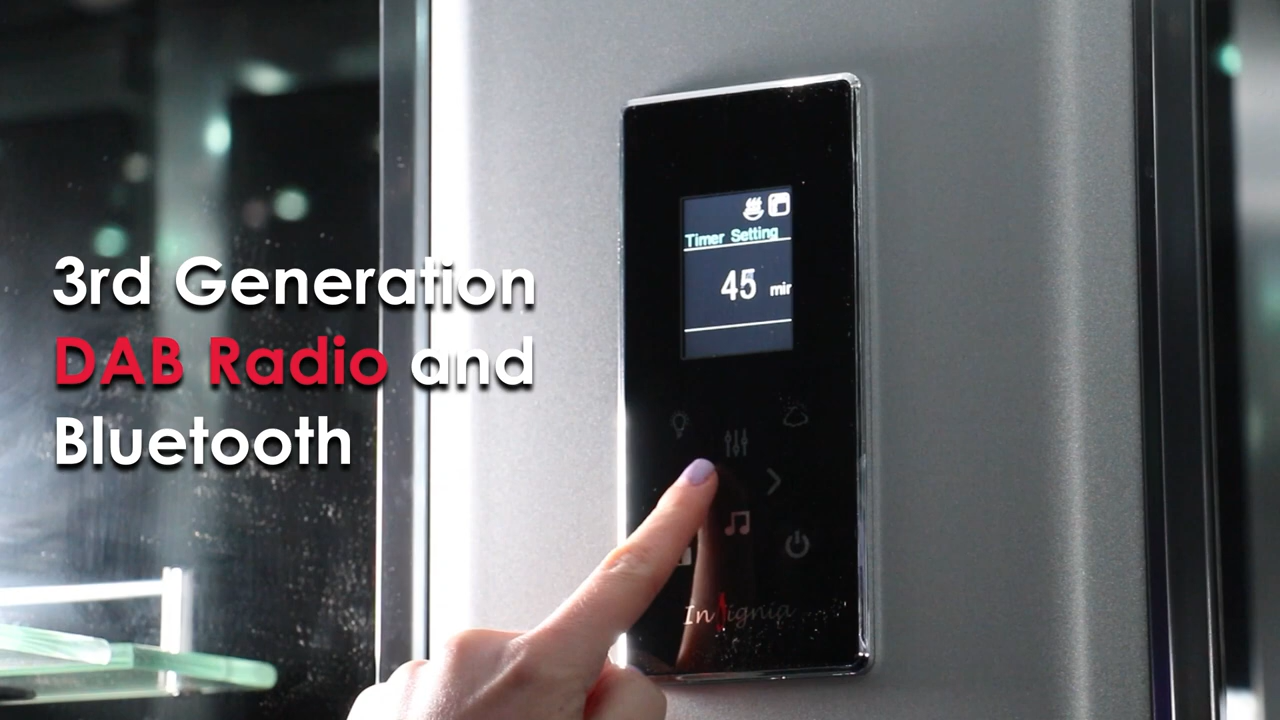 3rd Generation
DAB Radio and
Bluetooth
Timer Setting
45 min
Insignia